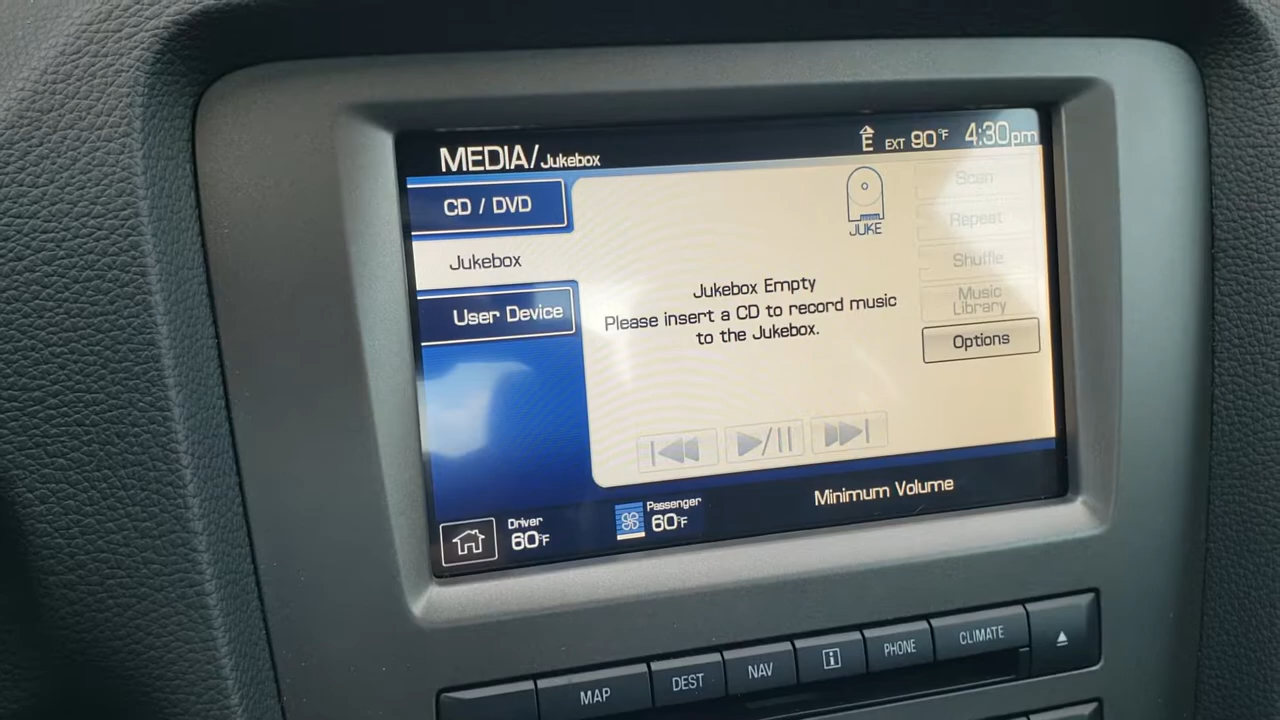 MEDIA/Jukebox
E EXT 90°F 4:30pm
CD / DVD
Jukebox
User Device
JUKE
Jukebox Empty
Please insert a CD to record music
to the Jukebox.
Scan
Repeat
Shuffle
Music
Library
Options
Driver
60°F
Passenger
60°F
Minimum Volume
MAP
DEST
NAV
i
PHONE
CLIMATE